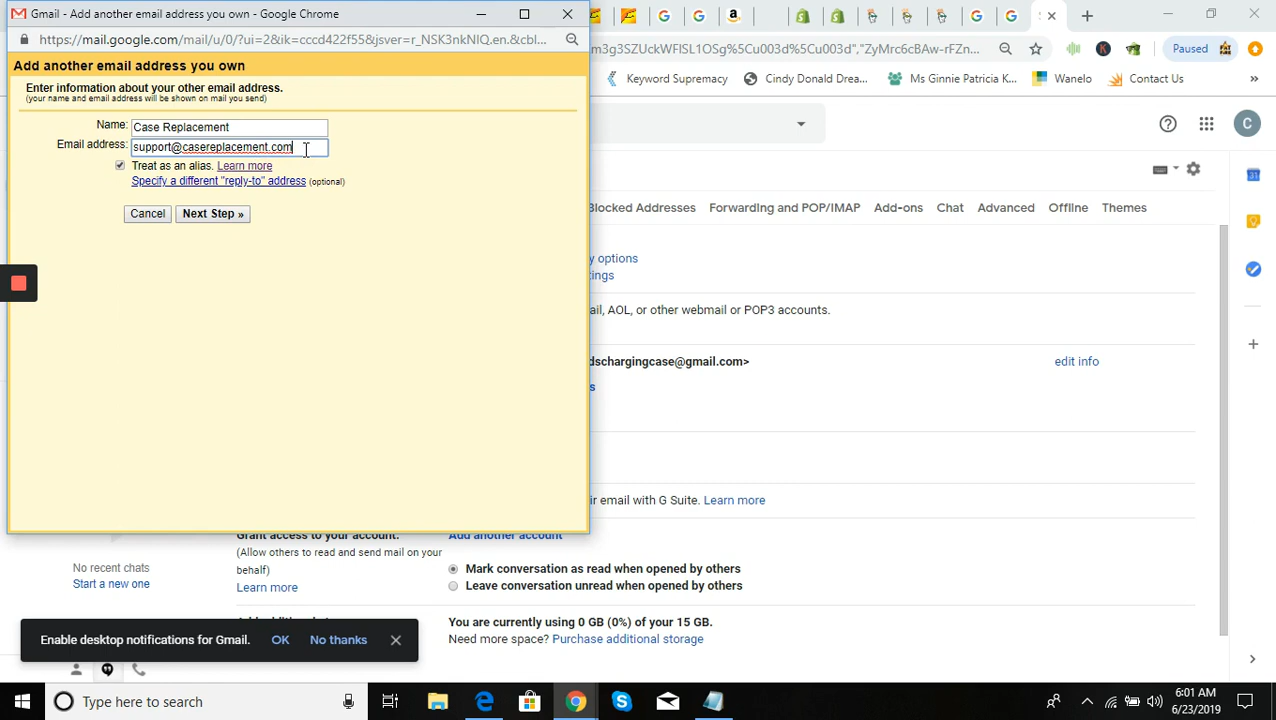 Gmail - Add another email address you own - Google Chrome
https://mail.google.com/mail/u/0/?ui=2&ik=cccd422f55&jsver=r_NSK3nkNIQ.en.&cbl...
m3g3SZUckWFlSL1OSg%5Cu003d%5Cu003d","ZyMrc6cBAw-rFZn...
Paused
Keyword Supremacy
Cindy Donald Drea...
Ms Ginnie Patricia K...
Wanelo
Contact Us
Add another email address you own
Enter information about your other email address.
(your name and email address will be shown on mail you send)
Name: Case Replacement
Email address: support@casereplacement.com
Treat as an alias. Learn more
Specify a different "reply-to" address (optional)
Cancel
Next Step »
C
Blocked Addresses
Forwarding and POP/IMAP
Add-ons
Chat
Advanced
Offline
Themes
y options
tings
ail, AOL, or other webmail or POP3 accounts.
dschargingcase@gmail.com>
edit info
s
ir email with G Suite. Learn more
Grant access to your account:
Add another account
(Allow others to read and send mail on your
behalf)
Learn more
Mark conversation as read when opened by others
Leave conversation unread when opened by others
No recent chats
Start a new one
You are currently using 0 GB (0%) of your 15 GB.
Need more space? Purchase additional storage
Enable desktop notifications for Gmail.
OK
No thanks
Type here to search
6:01 AM
6/23/2019